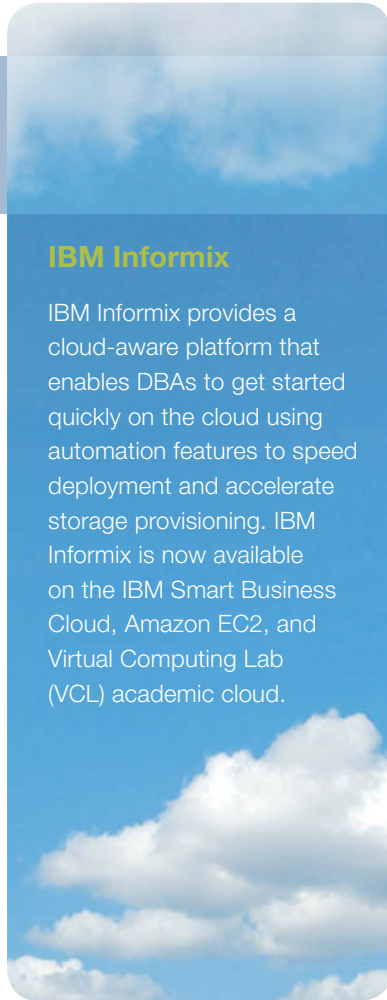 IBM Informix
IBM Informix provides a
cloud-aware platform that
enables DBAs to get started
quickly on the cloud using
automation features to speed
deployment and accelerate
storage provisioning. IBM
Informix is now available
on the IBM Smart Business
Cloud, Amazon EC2, and
Virtual Computing Lab
(VCL) academic cloud.